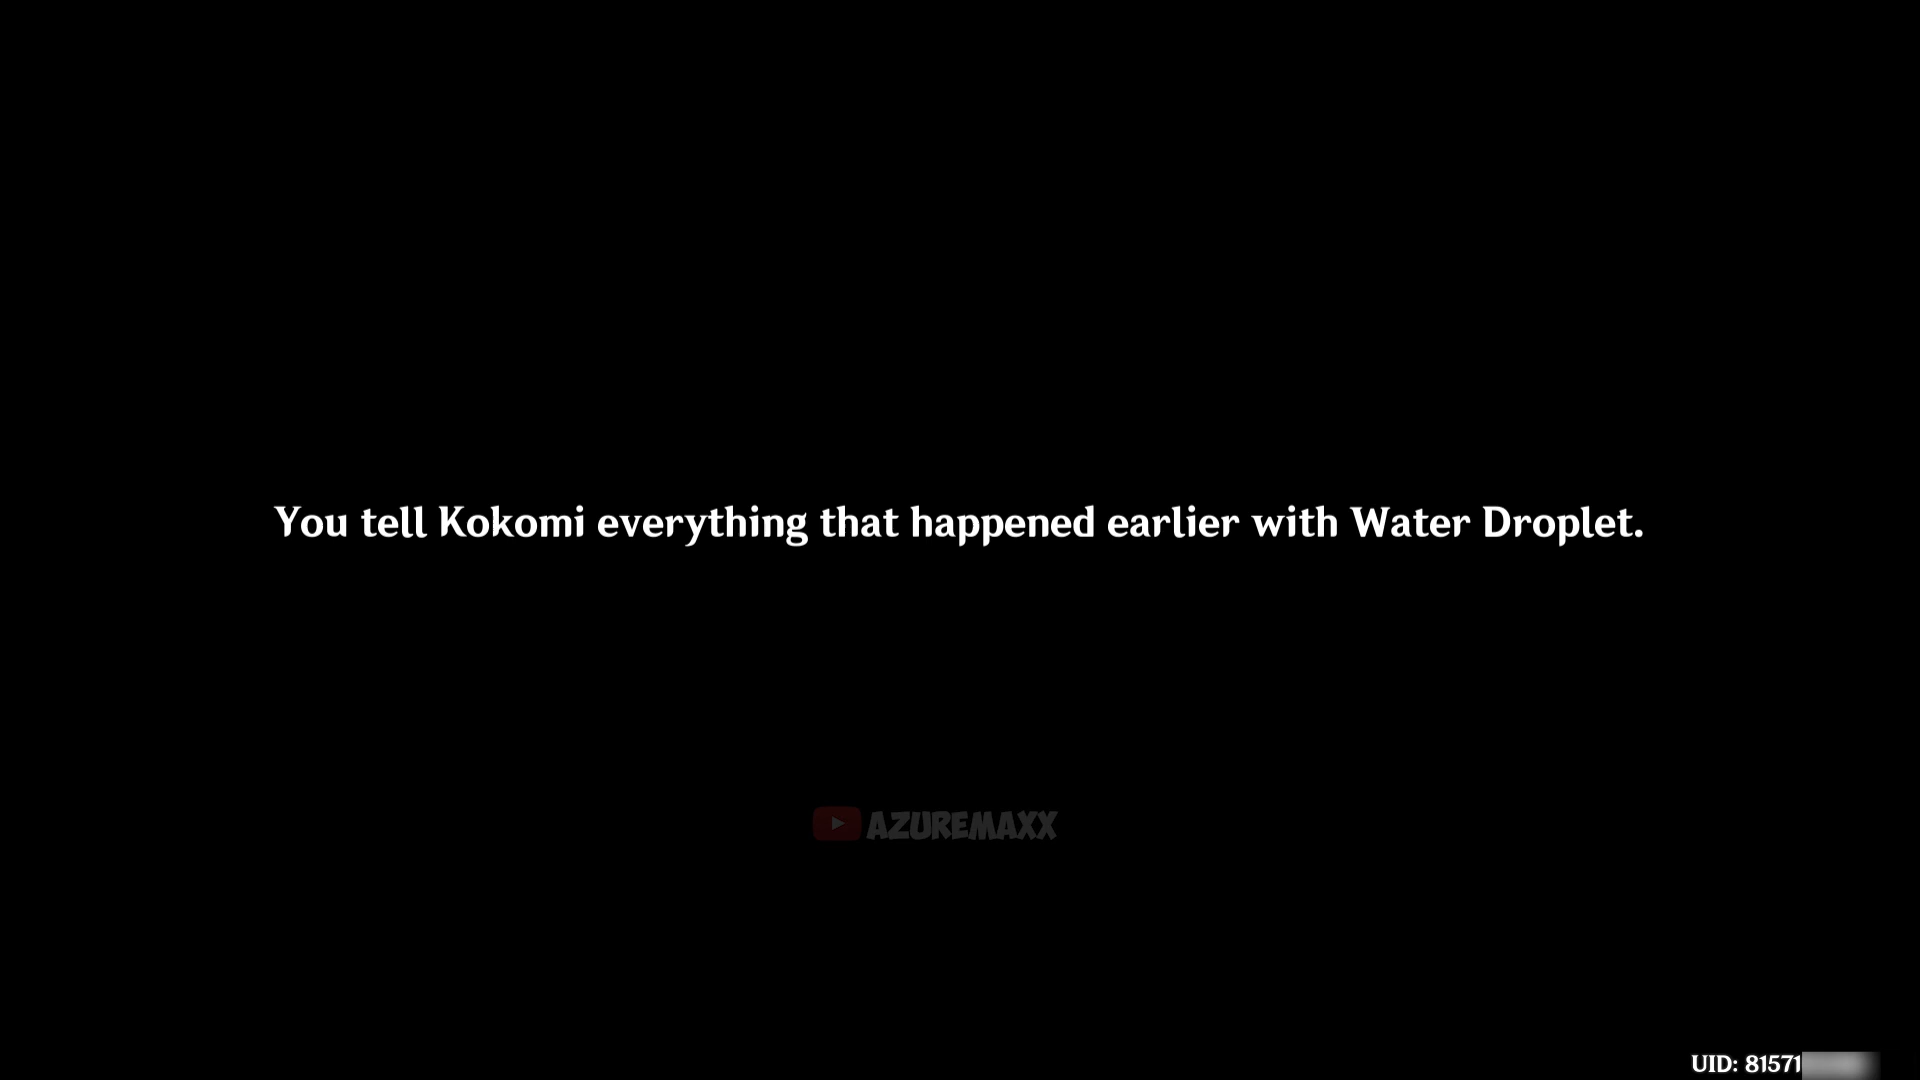 You tell Kokomi everything that happened earlier with Water Droplet.
AZUREMAXX
UID: 81571